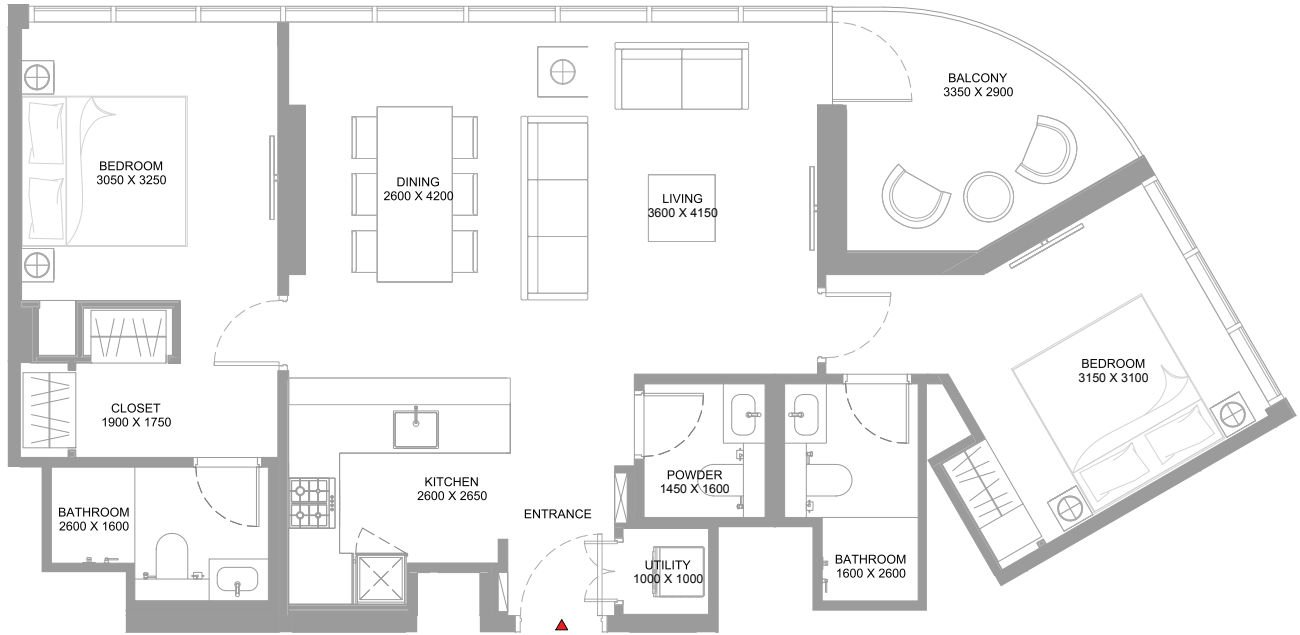 BALCONY
3350 X 2900
BEDROOM
3050 X 3250
DINING
2600 X 4200
LIVING
3600 X 4150
BEDROOM
3150 X 3100
CLOSET
1900 X 1750
KITCHEN
2600 X 2650
POWDER
1450 X 1600
BATHROOM
2600 X 1600
ENTRANCE
UTILITY
1000 X 1000
BATHROOM
1600 X 2600